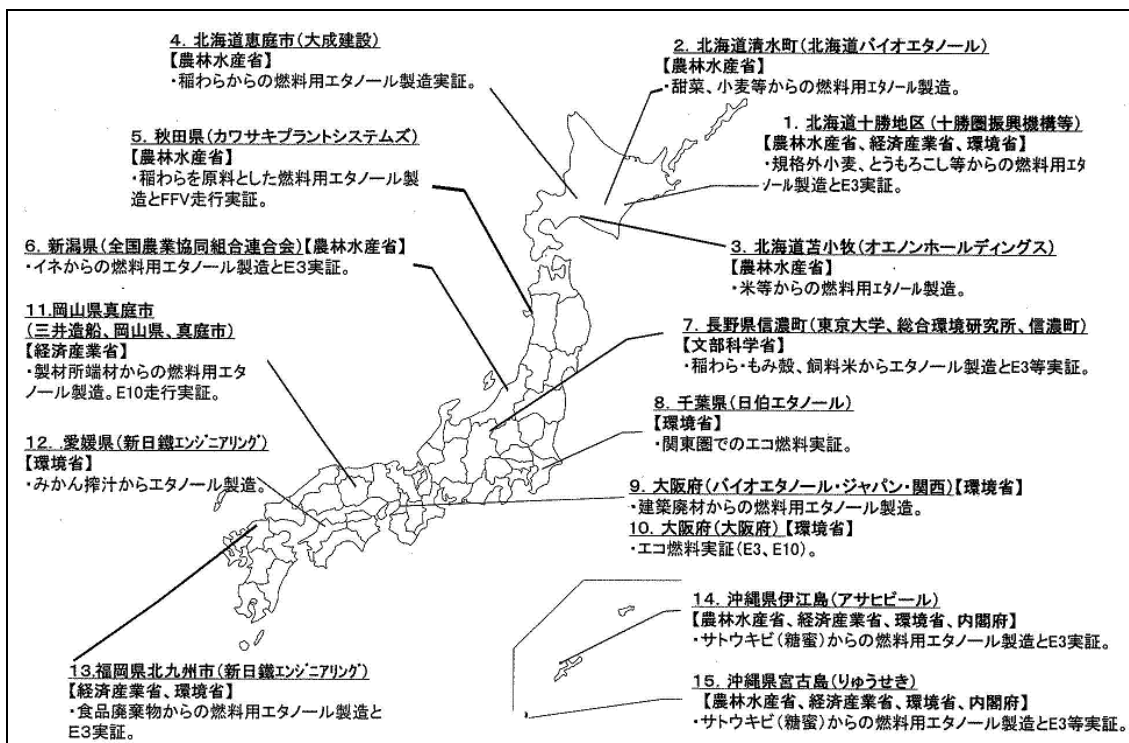 4. 北海道恵庭市(大成建設)
【農林水産省】
・稲わらからの燃料用エタノール製造実証。
2. 北海道清水町(北海道バイオエタノール)
【農林水産省】
・甜菜、小麦等からの燃料用ｴﾀﾉｰﾙ製造。
1. 北海道十勝地区(十勝圏振興機構等)
【農林水産省、経済産業省、環境省】
・規格外小麦、とうもろこし等からの燃料用ｴﾀ
ﾉｰﾙ製造とE3実証。
5. 秋田県(カワサキプラントシステムズ)
【農林水産省】
・稲わらを原料とした燃料用エタノール製
造とFFV走行実証。
6. 新潟県(全国農業協同組合連合会)【農林水産省】
・イネからの燃料用エタノール製造とE3実証。
3. 北海道苫小牧(オエノンホールディングス)
【農林水産省】
・米等からの燃料用エタノール製造。
11.岡山県真庭市
(三井造船、岡山県、真庭市)
【経済産業省】
・製材所端材からの燃料用エタ
ノール製造。E10走行実証。
7. 長野県信濃町(東京大学、総合環境研究所、信濃町)
【文部科学省】
・稲わら・もみ殻、飼料米からエタノール製造とE3等実証。
8. 千葉県(日伯エタノール)
【環境省】
・関東圏でのエコ燃料実証。
12. .愛媛県(新日鐵ｴﾝｼﾞﾆｱﾘﾝｸﾞ)
【環境省】
・みかん搾汁からエタノール製造。
9. 大阪府(バイオエタノール・ジャパン・関西)【環境省】
・建築廃材からの燃料用エタノール製造。
10. 大阪府(大阪府)【環境省】
・エコ燃料実証(E3、E10)。
14. 沖縄県伊江島(アサヒビール)
【農林水産省、経済産業省、環境省、内閣府】
・サトウキビ(糖蜜)からの燃料用エタノール製造とE3実証。
13.福岡県北九州市(新日鐵ｴﾝｼﾞﾆｱﾘﾝｸﾞ)
【経済産業省、環境省】
・食品廃棄物からの燃料用エタノール製造と
E3実証。
15. 沖縄県宮古島(りゅうせき)
【農林水産省、経済産業省、環境省、内閣府】
・サトウキビ(糖蜜)からの燃料用エタノール製造とE3等実証。